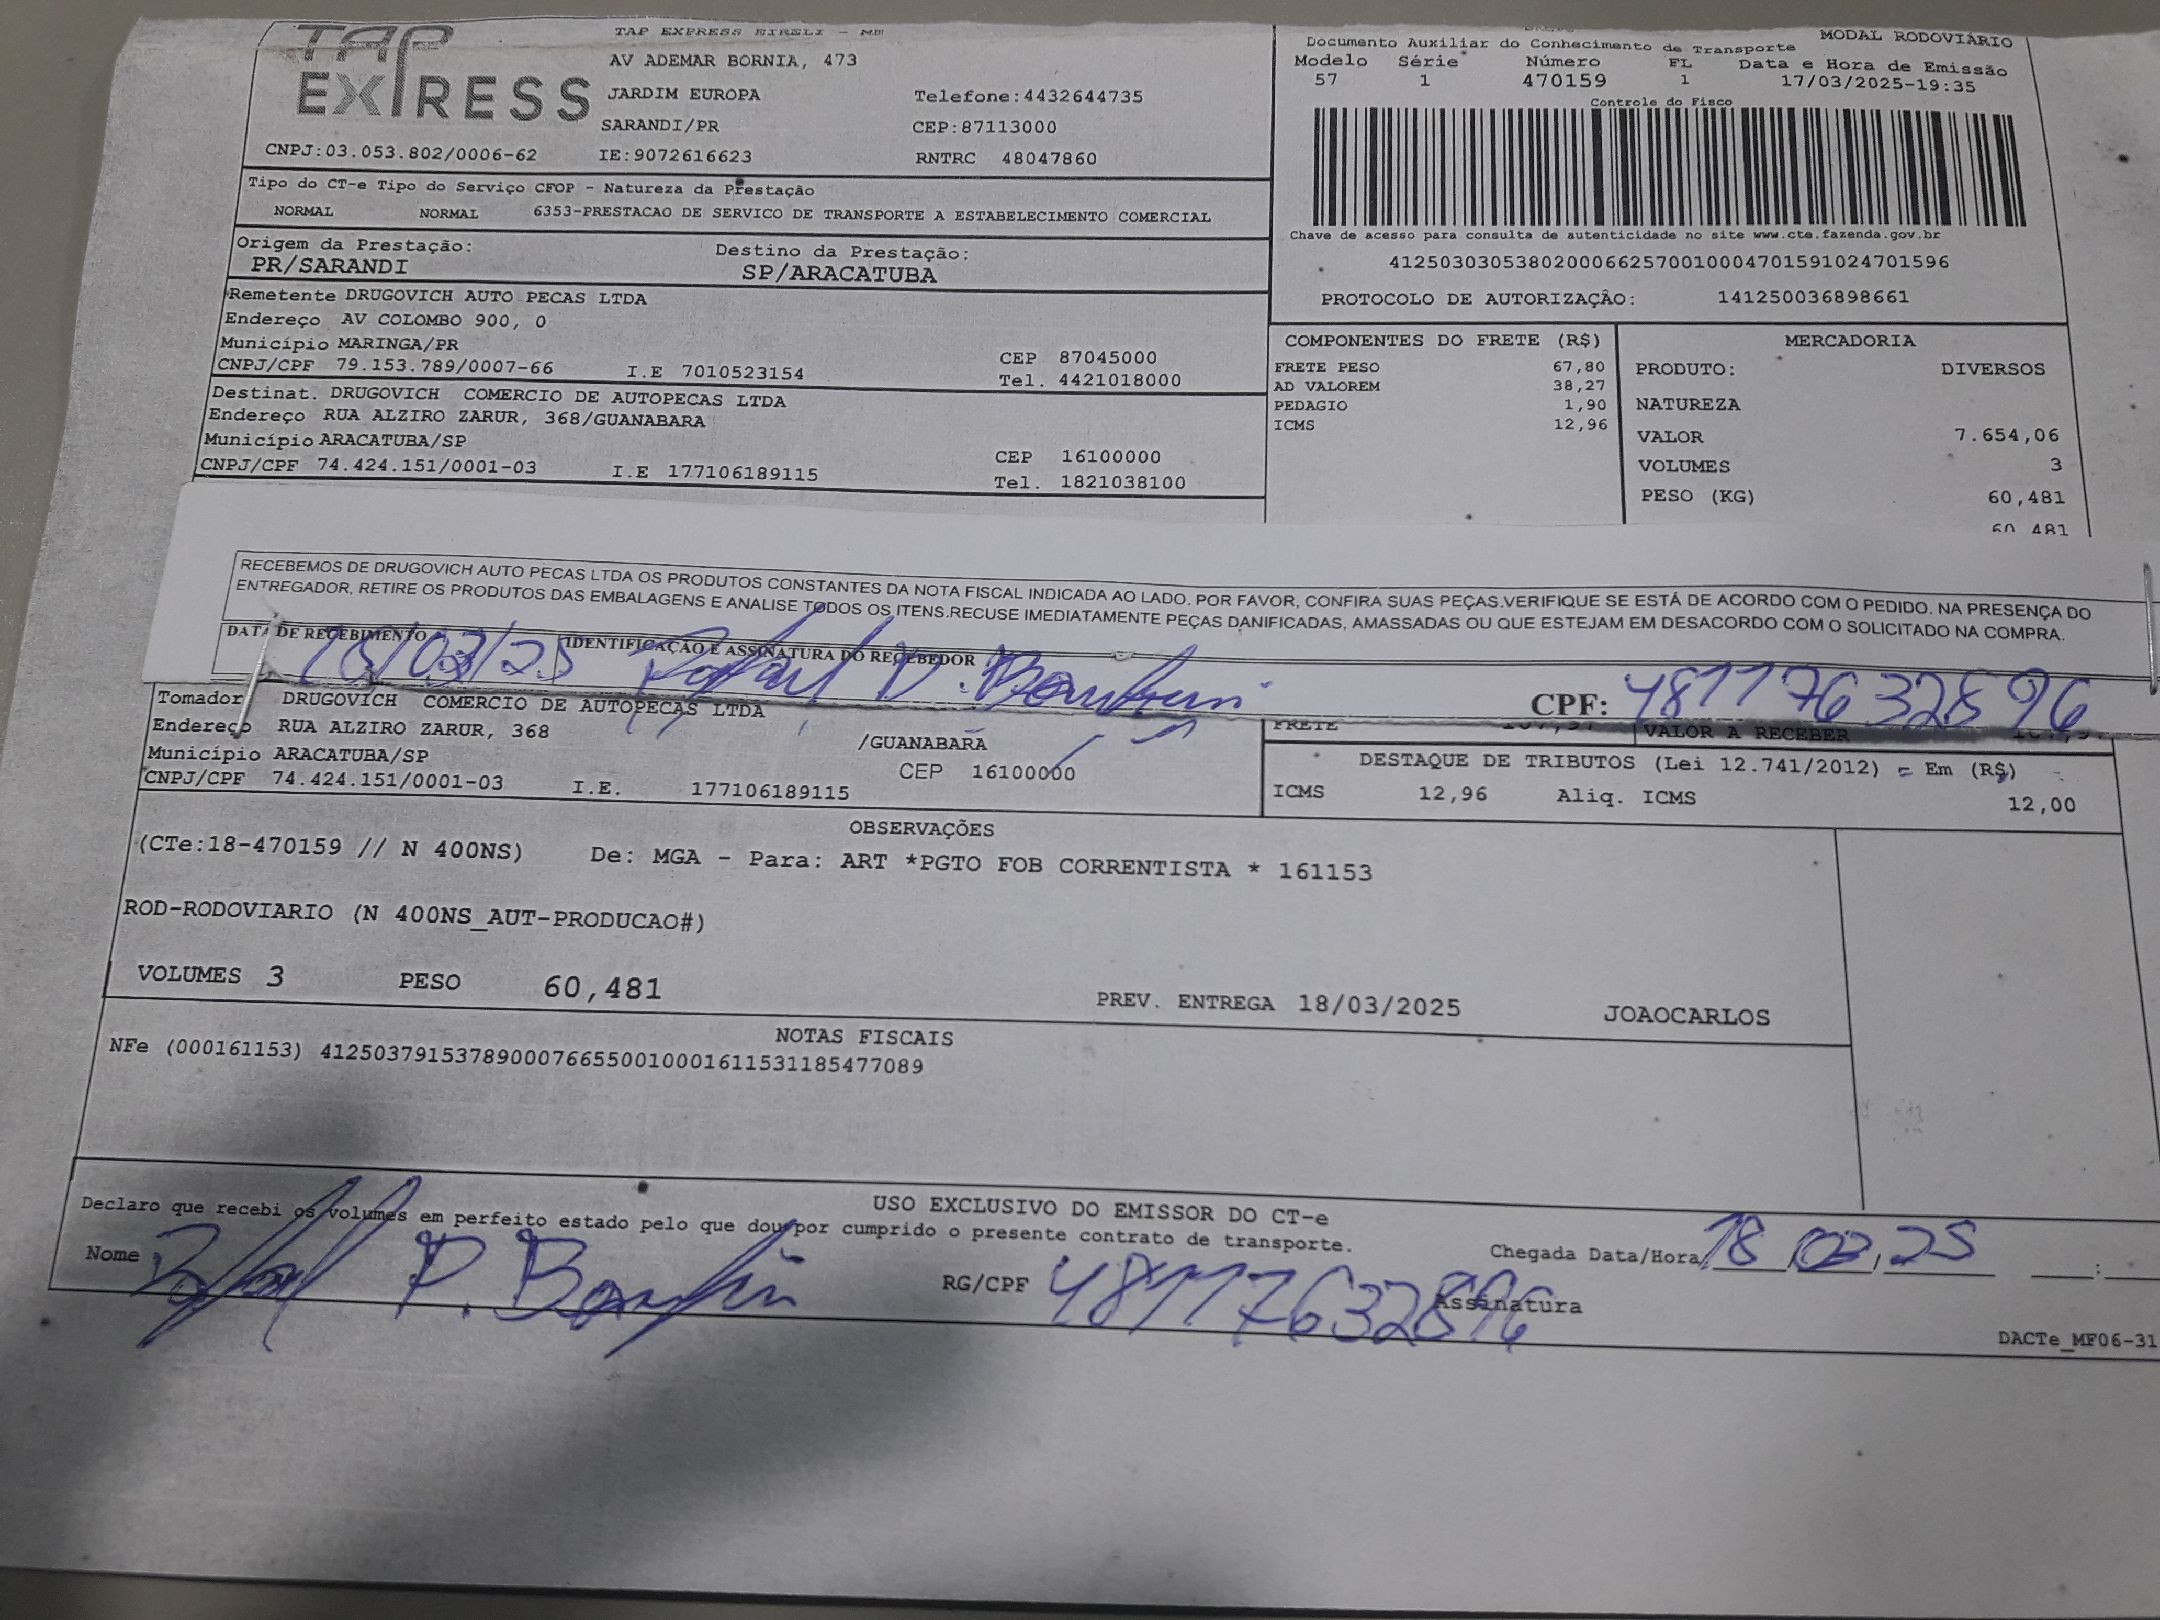 TAP EXPRESS
TAP EXPRESS EIRELI - ME
AV ADEMAR BORNIA, 473
JARDIM EUROPA
Telefone:4432644735
SARANDI/PR
CEP:87113000
CNPJ:03.053.802/0006-62
IE:9072616623
RNTRC 48047860
MODAL RODOVIÁRIO
Documento Auxiliar do Conhecimento de Transporte
Modelo Série Número FL Data e Hora de Emissão
57 1 470159 1 17/03/2025-19:35
Controle do Fisco
Chave de acesso para consulta de autenticidade no site www.cte.fazenda.gov.br
41250303053802000662570010004701591024701596
PROTOCOLO DE AUTORIZAÇÃO: 141250036898661
Tipo do CT-e Tipo do Serviço CFOP - Natureza da Prestação
NORMAL NORMAL 6353-PRESTACAO DE SERVICO DE TRANSPORTE A ESTABELECIMENTO COMERCIAL
Origem da Prestação: Destino da Prestação:
PR/SARANDI SP/ARACATUBA
Remetente DRUGOVICH AUTO PECAS LTDA
Endereço AV COLOMBO 900, 0
Município MARINGA/PR CEP 87045000
CNPJ/CPF 79.153.789/0007-66 I.E 7010523154 Tel. 4421018000
Destinat. DRUGOVICH COMERCIO DE AUTOPECAS LTDA
Endereço RUA ALZIRO ZARUR, 368/GUANABARA
Município ARACATUBA/SP CEP 16100000
CNPJ/CPF 74.424.151/0001-03 I.E 177106189115 Tel. 1821038100
COMPONENTES DO FRETE (R$)
FRETE PESO 67,80
AD VALOREM 38,27
PEDAGIO 1,90
ICMS 12,96
MERCADORIA
PRODUTO: DIVERSOS
NATUREZA
VALOR 7.654,06
VOLUMES 3
PESO (KG) 60,481
60,481
RECEBEMOS DE DRUGOVICH AUTO PECAS LTDA OS PRODUTOS CONSTANTES DA NOTA FISCAL INDICADA AO LADO. POR FAVOR, CONFIRA SUAS PEÇAS.VERIFIQUE SE ESTÁ DE ACORDO COM O PEDIDO. NA PRESENÇA DO
ENTREGADOR, RETIRE OS PRODUTOS DAS EMBALAGENS E ANALISE TODOS OS ITENS.RECUSE IMEDIATAMENTE PEÇAS DANIFICADAS, AMASSADAS OU QUE ESTEJAM EM DESACORDO COM O SOLICITADO NA COMPRA.
DATA DE RECEBIMENTO IDENTIFICAÇÃO E ASSINATURA DO RECEBEDOR
18/03/25 CPF: 48117632896
Tomador DRUGOVICH COMERCIO DE AUTOPECAS LTDA
Endereço RUA ALZIRO ZARUR, 368 /GUANABARA
Município ARACATUBA/SP CEP 16100000
CNPJ/CPF 74.424.151/0001-03 I.E. 177106189115
FRETE VALOR A RECEBER
DESTAQUE DE TRIBUTOS (Lei 12.741/2012) - Em (R$)
ICMS 12,96 Aliq. ICMS 12,00
OBSERVAÇÕES
(CTe:18-470159 // N 400NS) De: MGA - Para: ART *PGTO FOB CORRENTISTA * 161153
ROD-RODOVIARIO (N 400NS_AUT-PRODUCAO#)
VOLUMES 3 PESO 60,481 PREV. ENTREGA 18/03/2025 JOAOCARLOS
NOTAS FISCAIS
NFe (000161153) 41250379153789000766550010001611531185477089
USO EXCLUSIVO DO EMISSOR DO CT-e
Declaro que recebi os volumes em perfeito estado pelo que dou por cumprido o presente contrato de transporte.
Nome RG/CPF 48117632896 Assinatura Chegada Data/Hora 18 03 25 :
DACTe_MF06-31